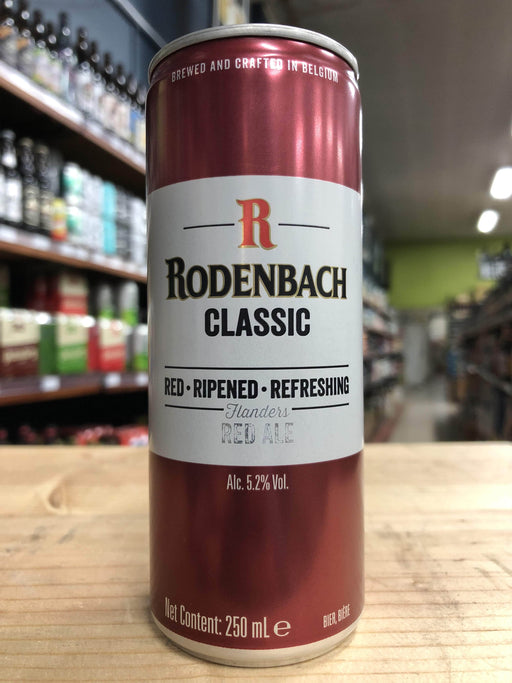 BREWED AND CRAFTED IN BELGIUM
R
RODENBACH
CLASSIC
RED • RIPENED • REFRESHING
Flanders
RED ALE
Alc. 5.2% Vol.
Net Content: 250 mL ℮
BIER, BIÈRE